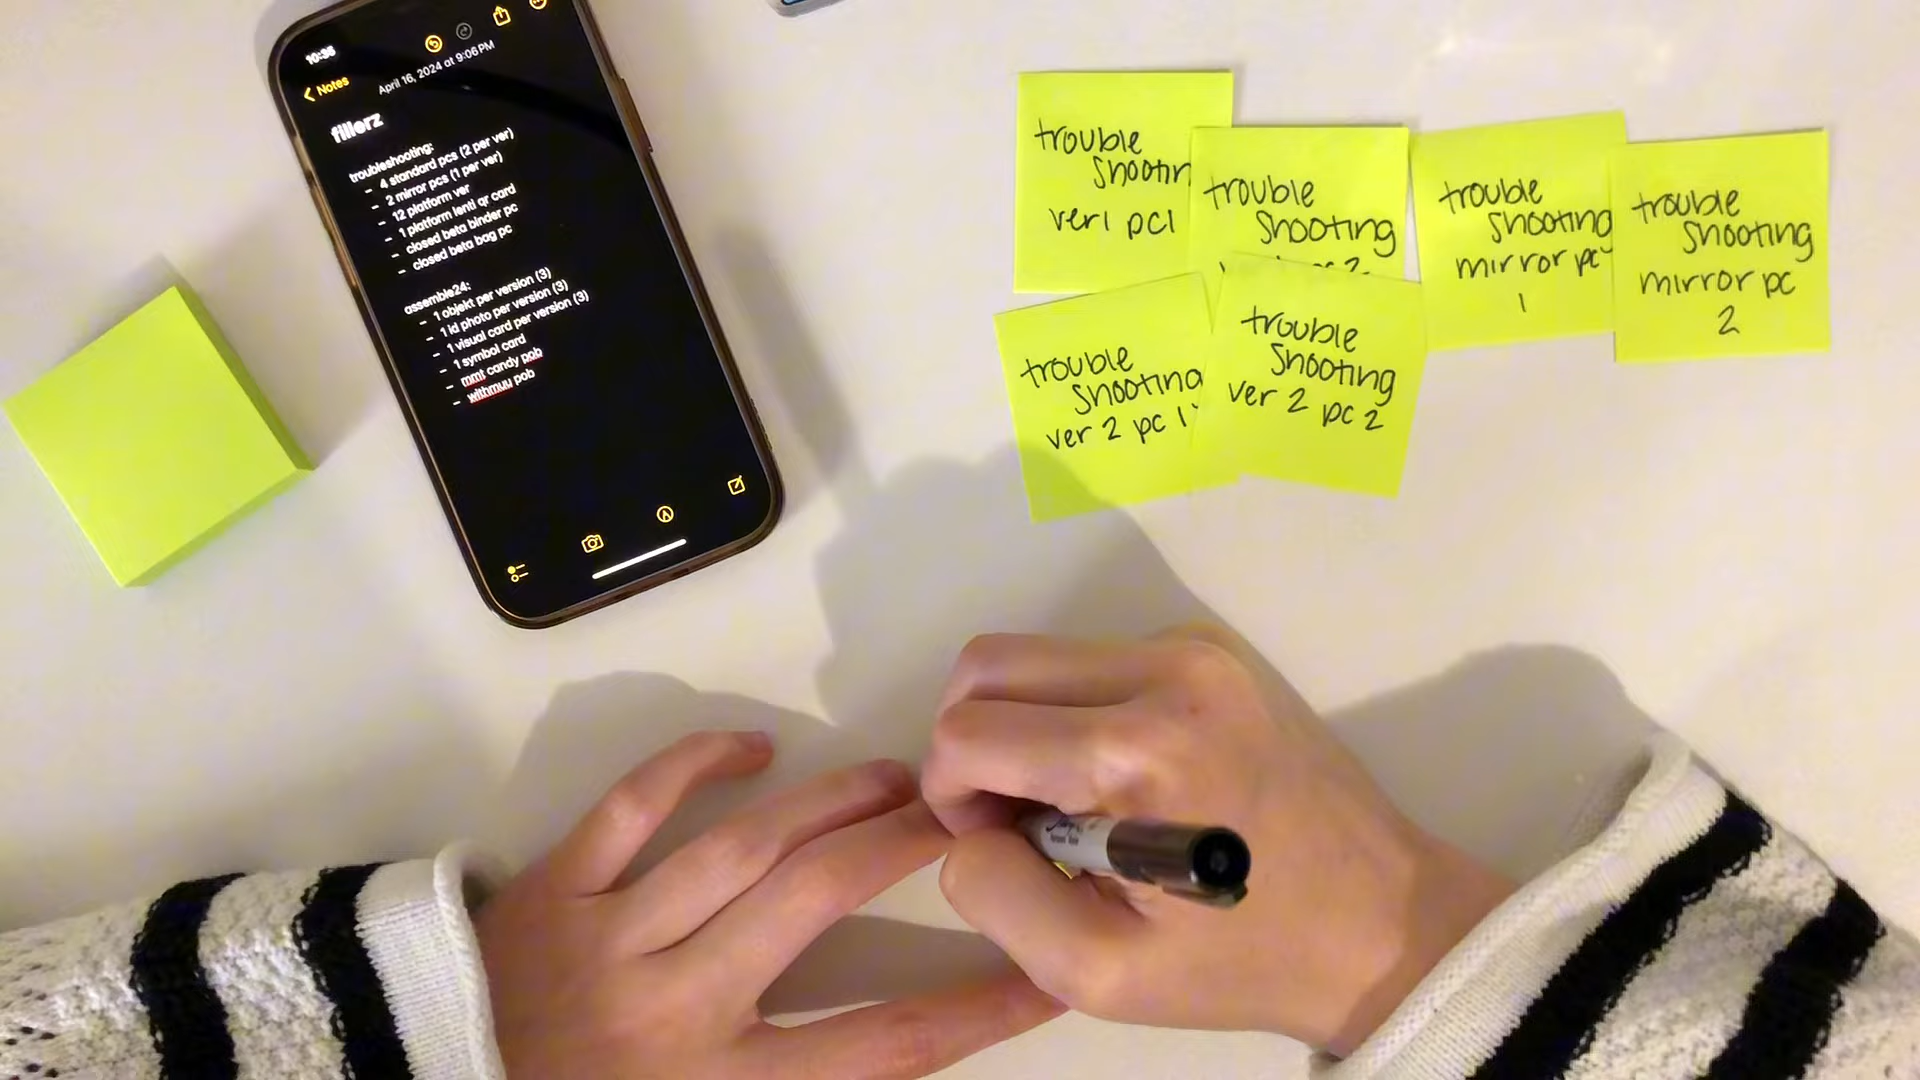 10:36
Notes
April 16, 2024 at 9:06 PM
fillerz
troubleshooting:
- 4 standard pcs (2 per ver)
- 2 mirror pcs (1 per ver)
- 12 platform ver
- 1 platform lenti qr card
- closed beta binder pc
- closed beta bag pc
assemble24:
- 1 objekt per version (3)
- 1 id photo per version (3)
- 1 visual card per version (3)
- 1 symbol card
- mmt candy pob
- withmuu pob
trouble
shootin
ver1 pc1
trouble
shooting
pc2
trouble
shooting
mirror pc
1
trouble
shooting
mirror pc
2
trouble
shooting
ver 2 pc 1
trouble
shooting
ver 2 pc 2